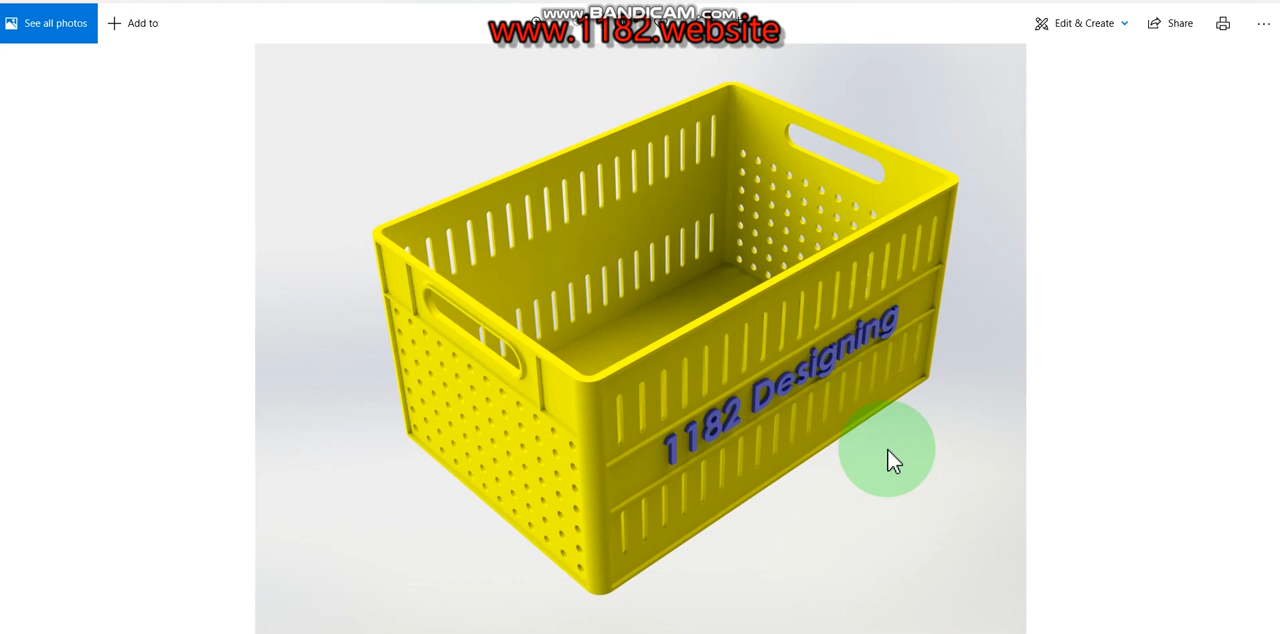 www.BANDICAM.com
www.1182.website
See all photos
Add to
Edit & Create
Share
1182 Designing